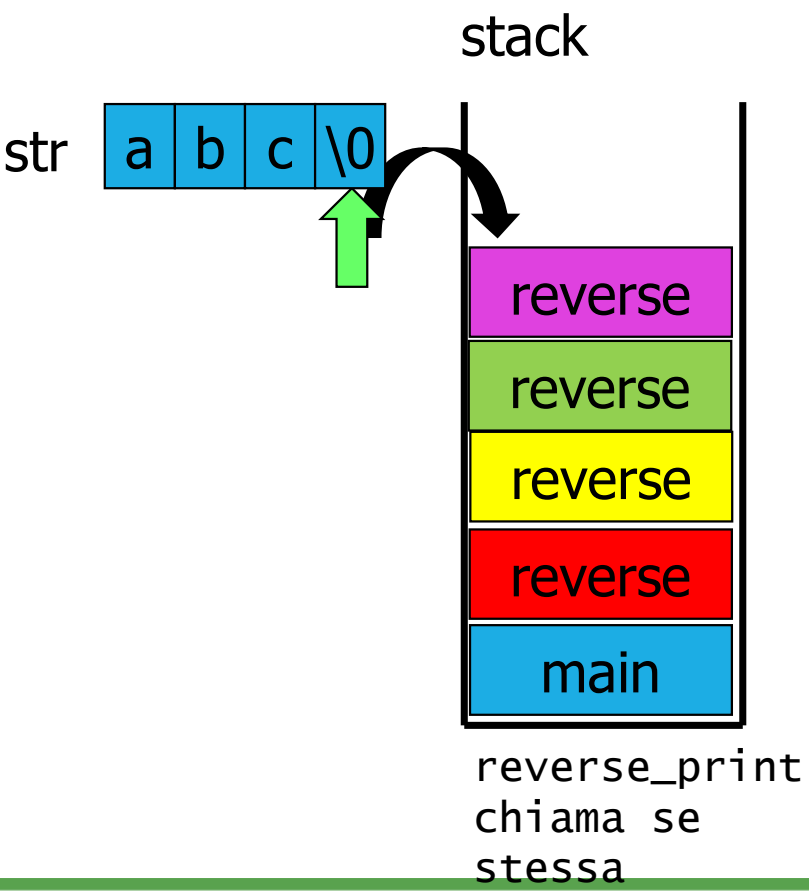 stack
str a b c \0
reverse
reverse
reverse
reverse
main
reverse_print
chiama se
stessa